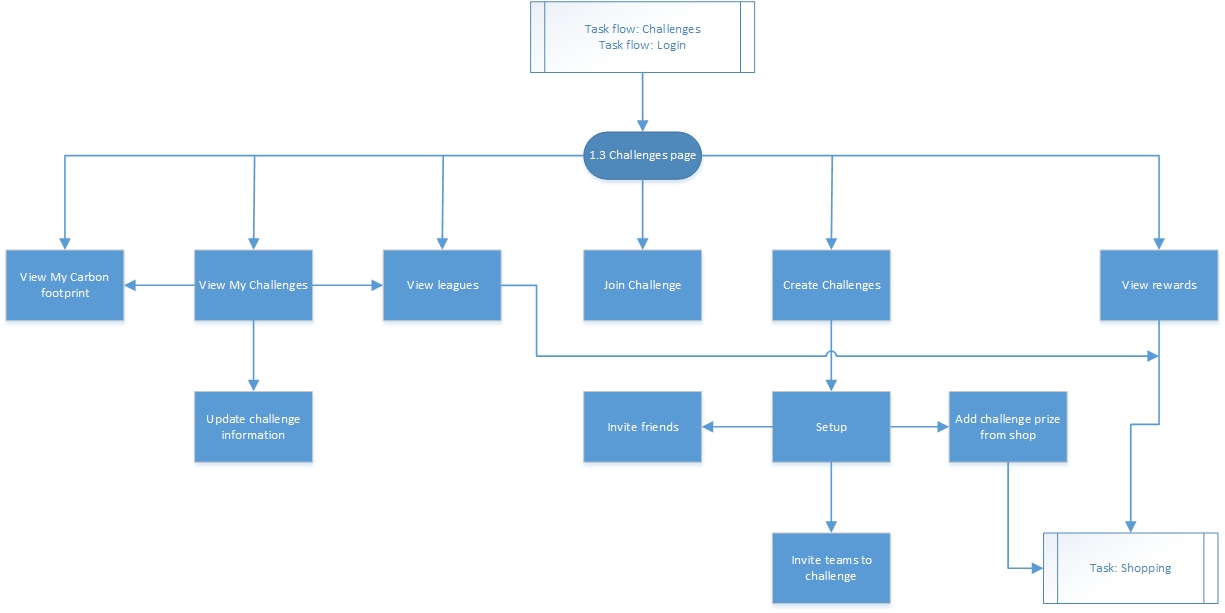 Task flow: Challenges
Task flow: Login
1.3 Challenges page
View My Carbon
footprint
View My Challenges
View leagues
Join Challenge
Create Challenges
View rewards
Update challenge
information
Invite friends
Setup
Add challenge prize
from shop
Invite teams to
challenge
Task: Shopping